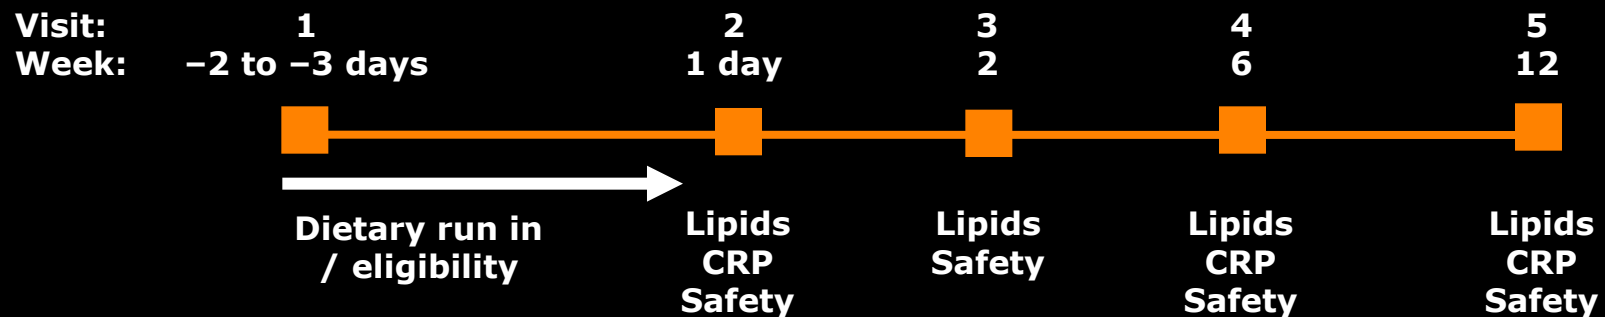 Visit: 1 2 3 4 5
Week: −2 to −3 days 1 day 2 6 12
Dietary run in
/ eligibility
Lipids
CRP
Safety
Lipids
Safety
Lipids
CRP
Safety
Lipids
CRP
Safety